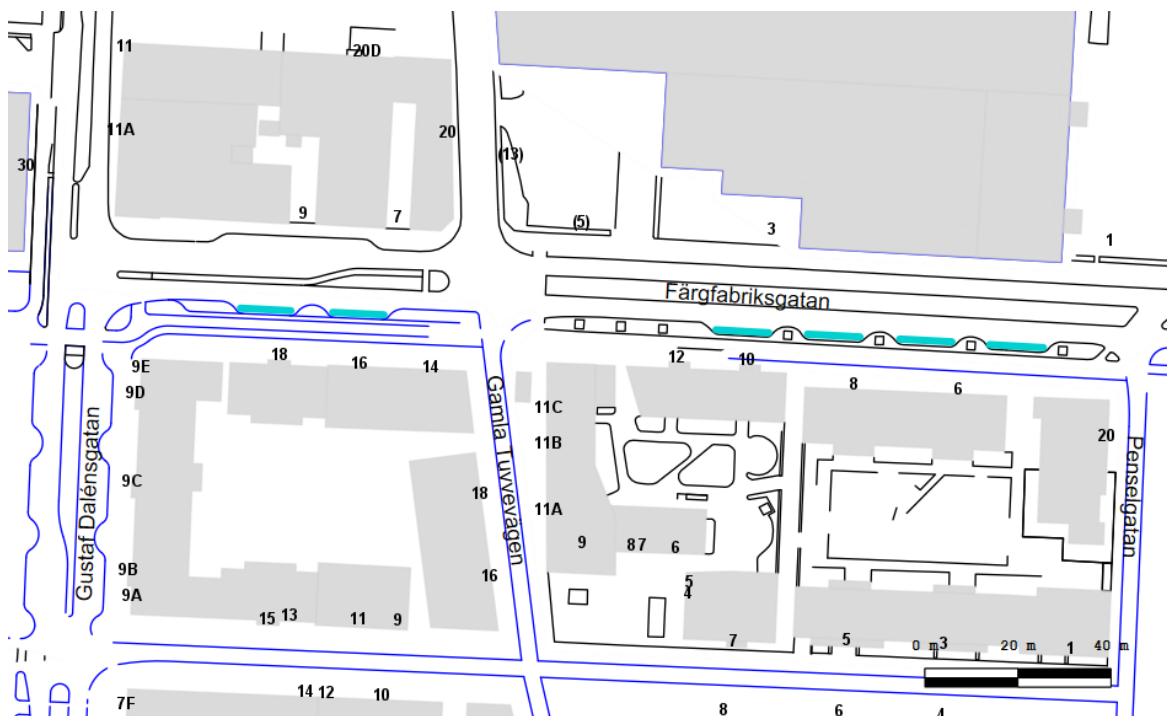 11
20D
11A
20
30
(13)
9
7
(5)
3
1
Färgfabriksgatan
9E
18
16
14
12
10
9D
8
6
11C
Gamla Tuvvevägen
11B
20
Penselgatan
9C
Gustaf Dalénsgatan
18
11A
9
8
7
6
9B
16
5
9A
4
15
13
11
9
7
5
3
1
0 m
20 m
40 m
7F
14
12
10
8
6
4